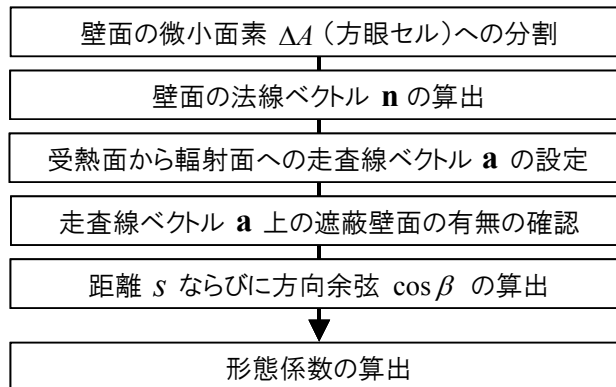 壁面の微小面素 ΔA（方眼セル）への分割
壁面の法線ベクトル n の算出
受熱面から輻射面への走査線ベクトル a の設定
走査線ベクトル a 上の遮蔽壁面の有無の確認
距離 s ならびに方向余弦 cos β の算出
形態係数の算出